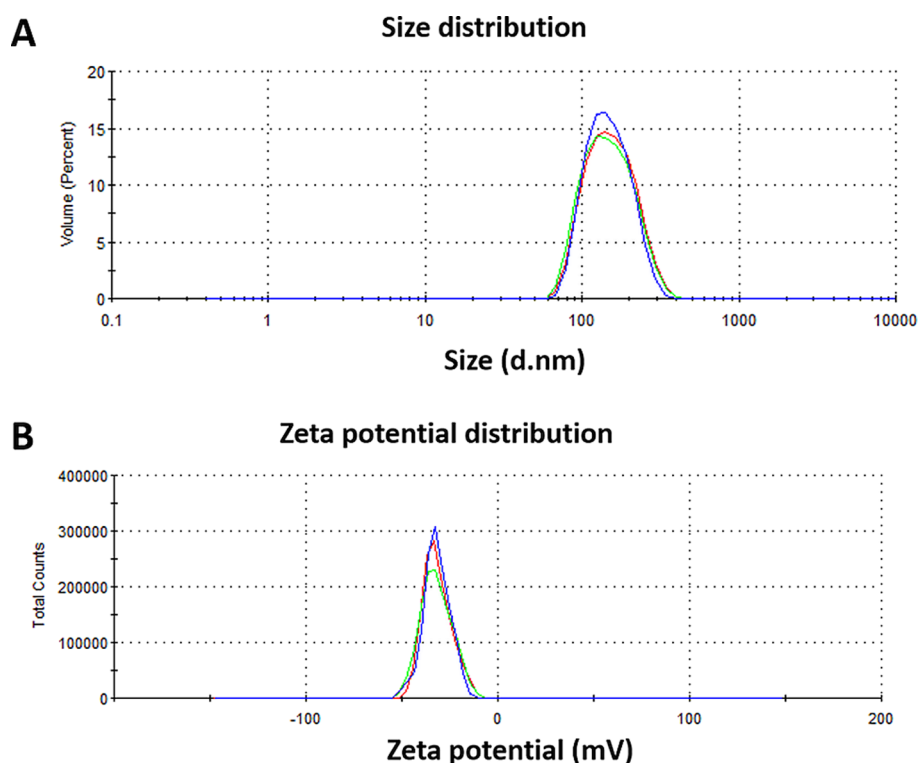 A
Size distribution
Volume (Percent)
20
15
10
5
0
0.1 1 10 100 1000 10000
Size (d.nm)
B
Zeta potential distribution
Total Counts
400000
300000
200000
100000
0
-100 0 100 200
Zeta potential (mV)